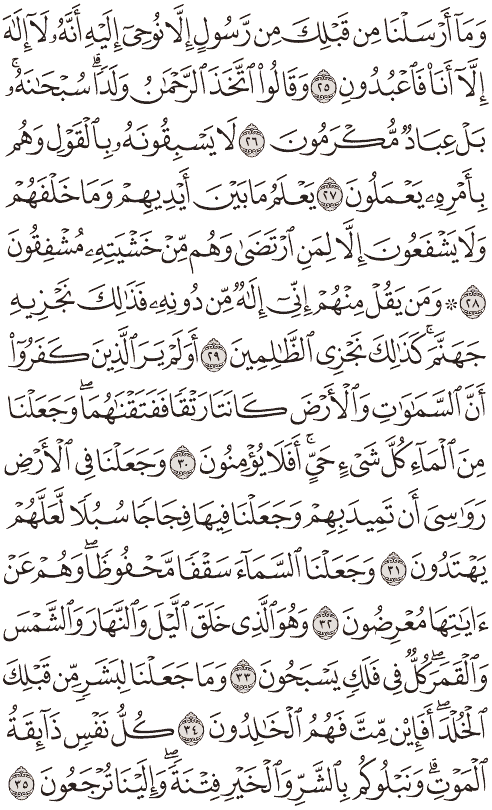 وَمَآ أَرْسَلْنَا مِن قَبْلِكَ مِن رَّسُولٍ إِلَّا نُوحِىٓ إِلَيْهِ أَنَّهُۥ لَآ إِلَٰهَ
إِلَّآ أَنَا۠ فَٱعْبُدُونِ ٢٥ وَقَالُوا۟ ٱتَّخَذَ ٱلرَّحْمَٰنُ وَلَدًا ۗ سُبْحَٰنَهُۥ ۚ
بَلْ عِبَادٌ مُّكْرَمُونَ ٢٦ لَا يَسْبِقُونَهُۥ بِٱلْقَوْلِ وَهُم
بِأَمْرِهِۦ يَعْمَلُونَ ٢٧ يَعْلَمُ مَا بَيْنَ أَيْدِيهِمْ وَمَا خَلْفَهُمْ
وَلَا يَشْفَعُونَ إِلَّا لِمَنِ ٱرْتَضَىٰ وَهُم مِّنْ خَشْيَتِهِۦ مُشْفِقُونَ
٢٨ ۞ وَمَن يَقُلْ مِنْهُمْ إِنِّىٓ إِلَٰهٌ مِّن دُونِهِۦ فَذَٰلِكَ نَجْزِيهِ
جَهَنَّمَ ۚ كَذَٰلِكَ نَجْزِى ٱلظَّٰلِمِينَ ٢٩ أَوَلَمْ يَرَ ٱلَّذِينَ كَفَرُوٓا۟
أَنَّ ٱلسَّمَٰوَٰتِ وَٱلْأَرْضَ كَانَتَا رَتْقًا فَفَتَقْنَٰهُمَا ۖ وَجَعَلْنَا
مِنَ ٱلْمَآءِ كُلَّ شَىْءٍ حَىٍّ ۖ أَفَلَا يُؤْمِنُونَ ٣٠ وَجَعَلْنَا فِى ٱلْأَرْضِ
رَوَٰسِىَ أَن تَمِيدَ بِهِمْ وَجَعَلْنَا فِيهَا فِجَاجًا سُبُلًا لَّعَلَّهُمْ
يَهْتَدُونَ ٣١ وَجَعَلْنَا ٱلسَّمَآءَ سَقْفًا مَّحْفُوظًا ۖ وَهُمْ عَنْ
ءَايَٰتِهَا مُعْرِضُونَ ٣٢ وَهُوَ ٱلَّذِى خَلَقَ ٱلَّيْلَ وَٱلنَّهَارَ وَٱلشَّمْسَ
وَٱلْقَمَرَ ۖ كُلٌّ فِى فَلَكٍ يَسْبَحُونَ ٣٣ وَمَا جَعَلْنَا لِبَشَرٍ مِّن قَبْلِكَ
ٱلْخُلْدَ ۖ أَفَإِي۟ن مِّتَّ فَهُمُ ٱلْخَٰلِدُونَ ٣٤ كُلُّ نَفْسٍ ذَآئِقَةُ
ٱلْمَوْتِ ۗ وَنَبْلُوكُم بِٱلشَّرِّ وَٱلْخَيْرِ فِتْنَةً ۖ وَإِلَيْنَا تُرْجَعُونَ ٣٥